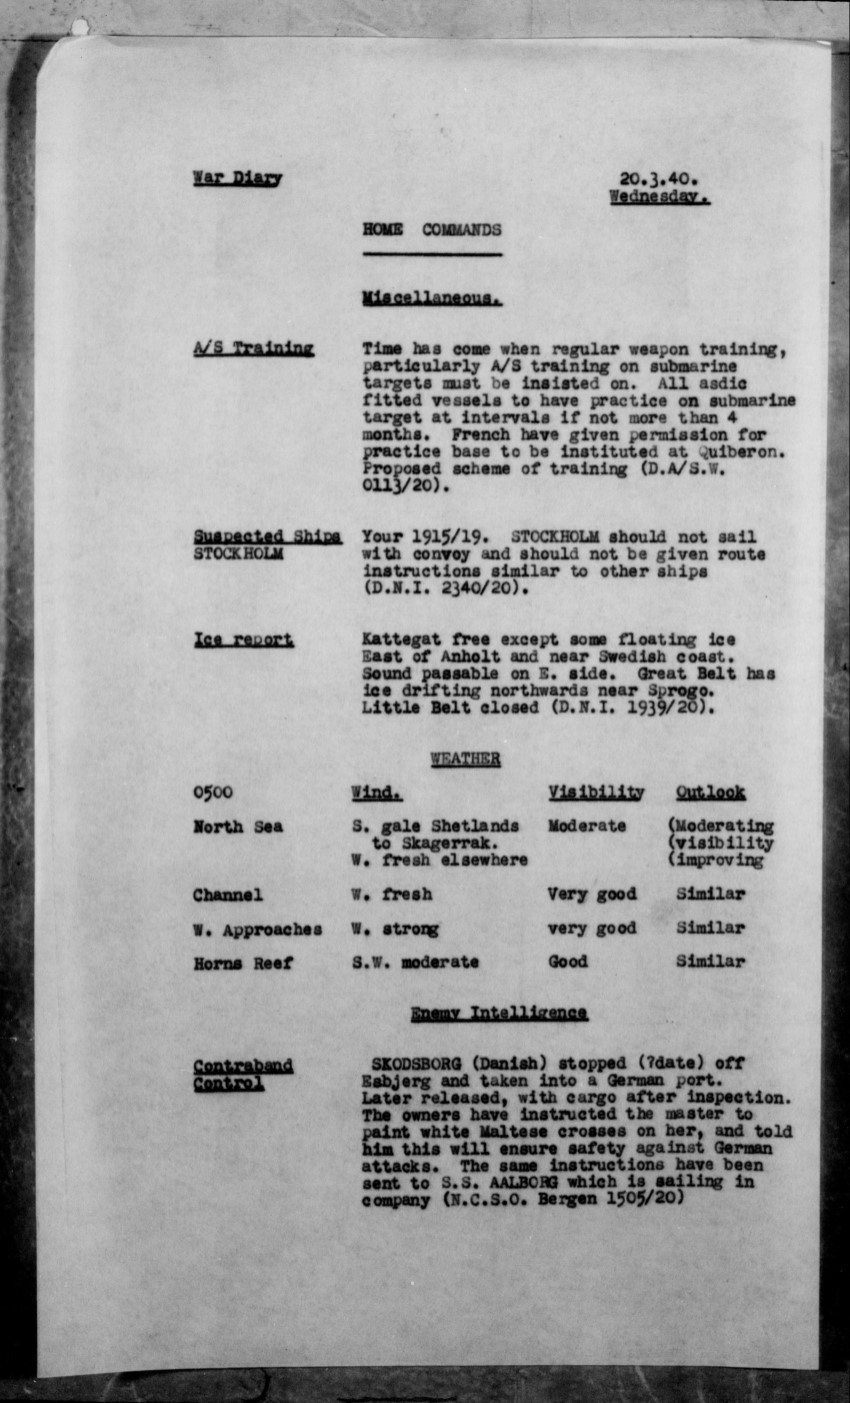 War Diary 20.3.40.
Wednesday.
HOME COMMANDS
Miscellaneous.
A/S Training Time has come when regular weapon training,
particularly A/S training on submarine
targets must be insisted on. All asdic
fitted vessels to have practice on submarine
target at intervals if not more than 4
months. French have given permission for
practice base to be instituted at Quiberon.
Proposed scheme of training (D.A/S.W.
0113/20).
Suspected Ships Your 1915/19. STOCKHOLM should not sail
STOCKHOLM with convoy and should not be given route
instructions similar to other ships
(D.N.I. 2340/20).
Ice report Kattegat free except some floating ice
East of Anholt and near Swedish coast.
Sound passable on E. side. Great Belt has
ice drifting northwards near Sprogo.
Little Belt closed (D.N.I. 1939/20).
WEATHER
0500 Wind. Visibility Outlook
North Sea S. gale Shetlands Moderate (Moderating
to Skagerrak. (visibility
W. fresh elsewhere (improving
Channel W. fresh Very good Similar
W. Approaches W. strong very good Similar
Horns Reef S.W. moderate Good Similar
Enemy Intelligence
Contraband SKODSBORG (Danish) stopped (?date) off
Control Esbjerg and taken into a German port.
Later released, with cargo after inspection.
The owners have instructed the master to
paint white Maltese crosses on her, and told
him this will ensure safety against German
attacks. The same instructions have been
sent to S.S. AALBORG which is sailing in
company (N.C.S.O. Bergen 1505/20)